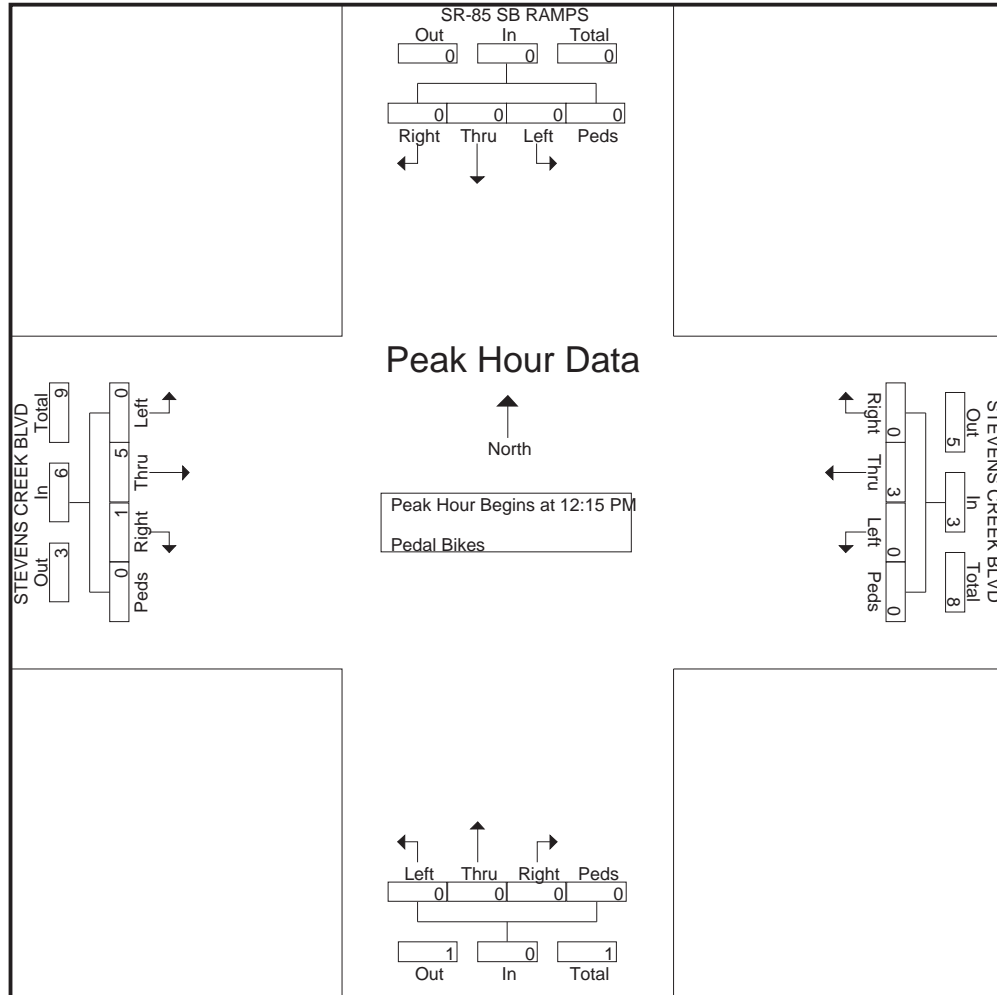 SR-85 SB RAMPS
Out In Total
0 0 0
0 0 0 0
Right Thru Left Peds
Peak Hour Data
North
Peak Hour Begins at 12:15 PM
Pedal Bikes
STEVENS CREEK BLVD
Total In Out
9 6 3
0 5 1 0
Left Thru Right Peds
STEVENS CREEK BLVD
Out In Total
5 3 8
0 3 0 0
Right Thru Left Peds
Left Thru Right Peds
0 0 0 0
1 0 1
Out In Total